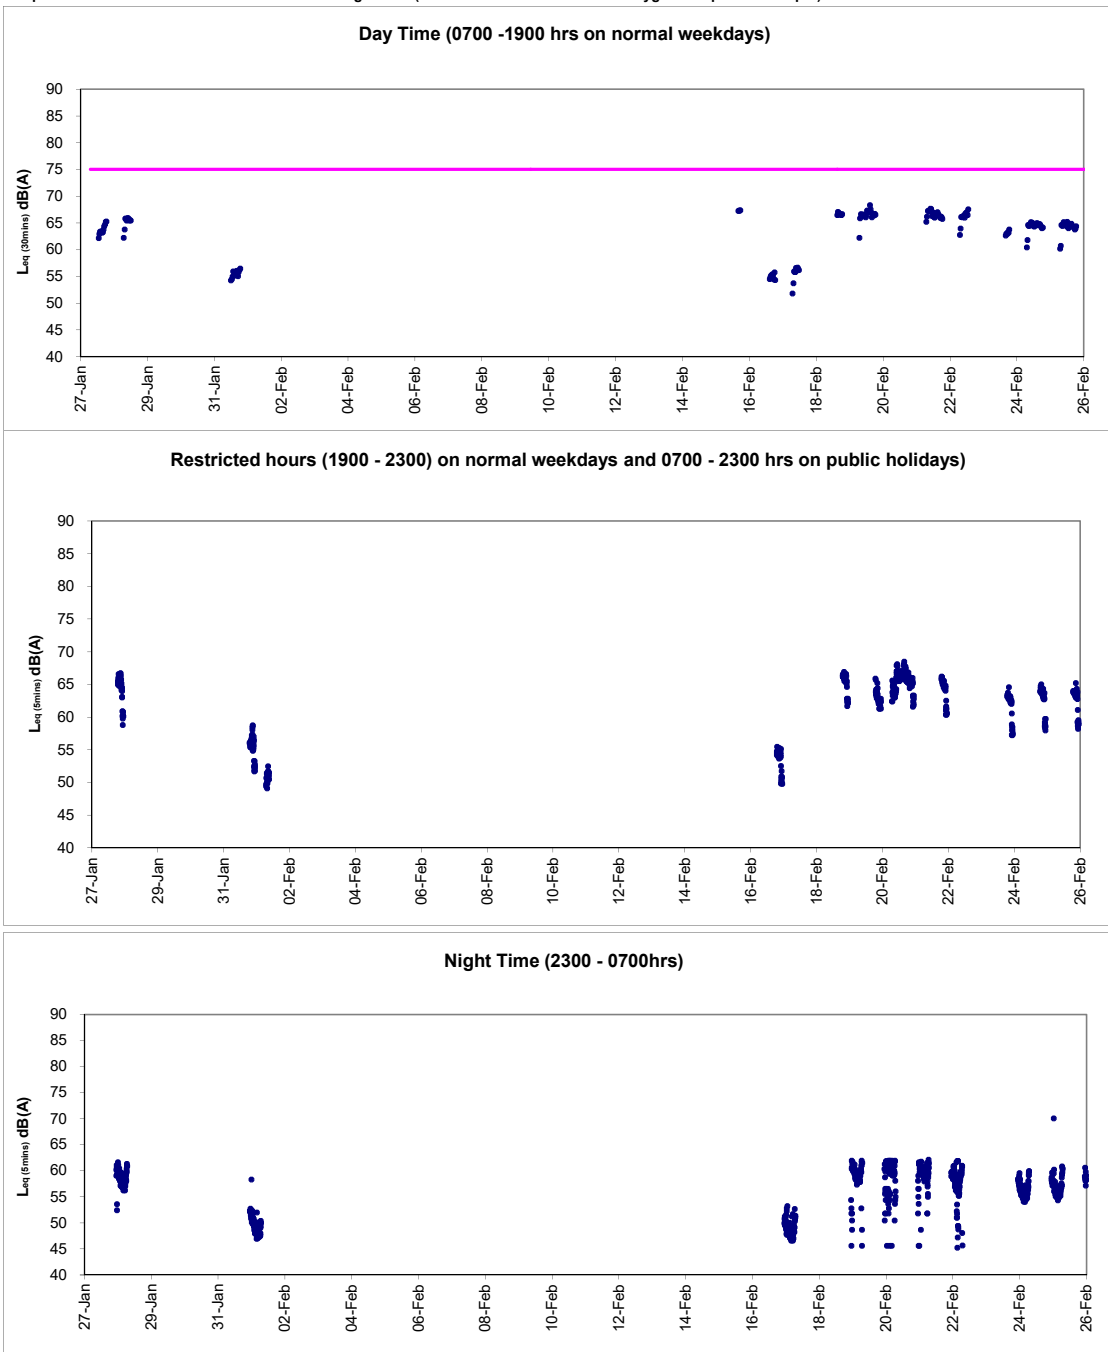 Day Time (0700 -1900 hrs on normal weekdays)
90
85
80
75
70
65
60
55
50
45
40
Leq (30mins) dB(A)
27-Jan
29-Jan
31-Jan
02-Feb
04-Feb
06-Feb
08-Feb
10-Feb
12-Feb
14-Feb
16-Feb
18-Feb
20-Feb
22-Feb
24-Feb
26-Feb
Restricted hours (1900 - 2300) on normal weekdays and 0700 - 2300 hrs on public holidays)
90
85
80
75
70
65
60
55
50
45
40
Leq (5mins) dB(A)
27-Jan
29-Jan
31-Jan
02-Feb
04-Feb
06-Feb
08-Feb
10-Feb
12-Feb
14-Feb
16-Feb
18-Feb
20-Feb
22-Feb
24-Feb
26-Feb
Night Time (2300 - 0700hrs)
90
85
80
75
70
65
60
55
50
45
40
Leq (5mins) dB(A)
27-Jan
29-Jan
31-Jan
02-Feb
04-Feb
06-Feb
08-Feb
10-Feb
12-Feb
14-Feb
16-Feb
18-Feb
20-Feb
22-Feb
24-Feb
26-Feb